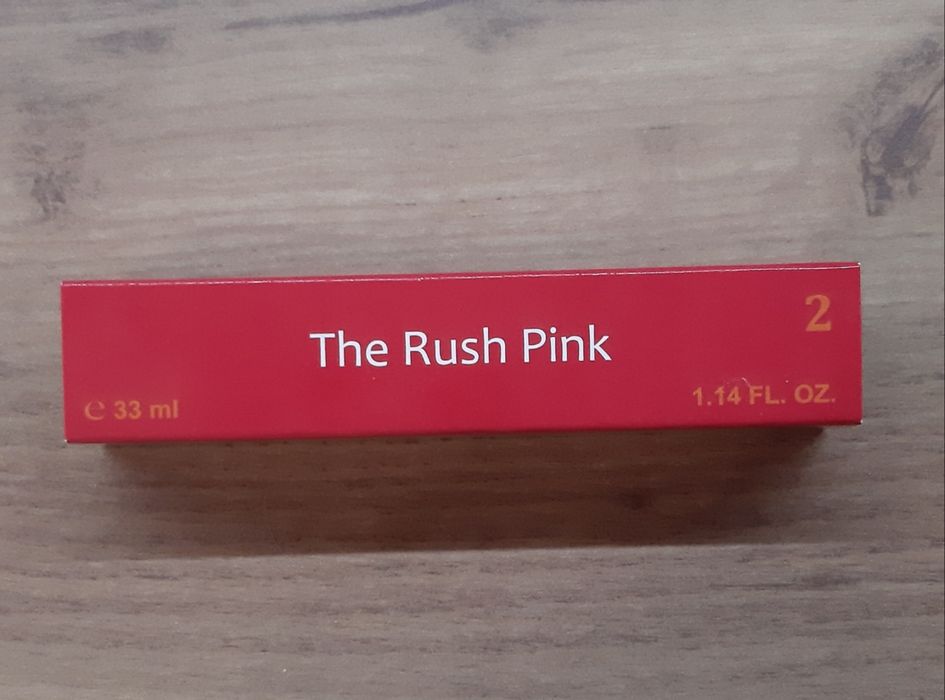 2
The Rush Pink
℮ 33 ml
1.14 FL. OZ.